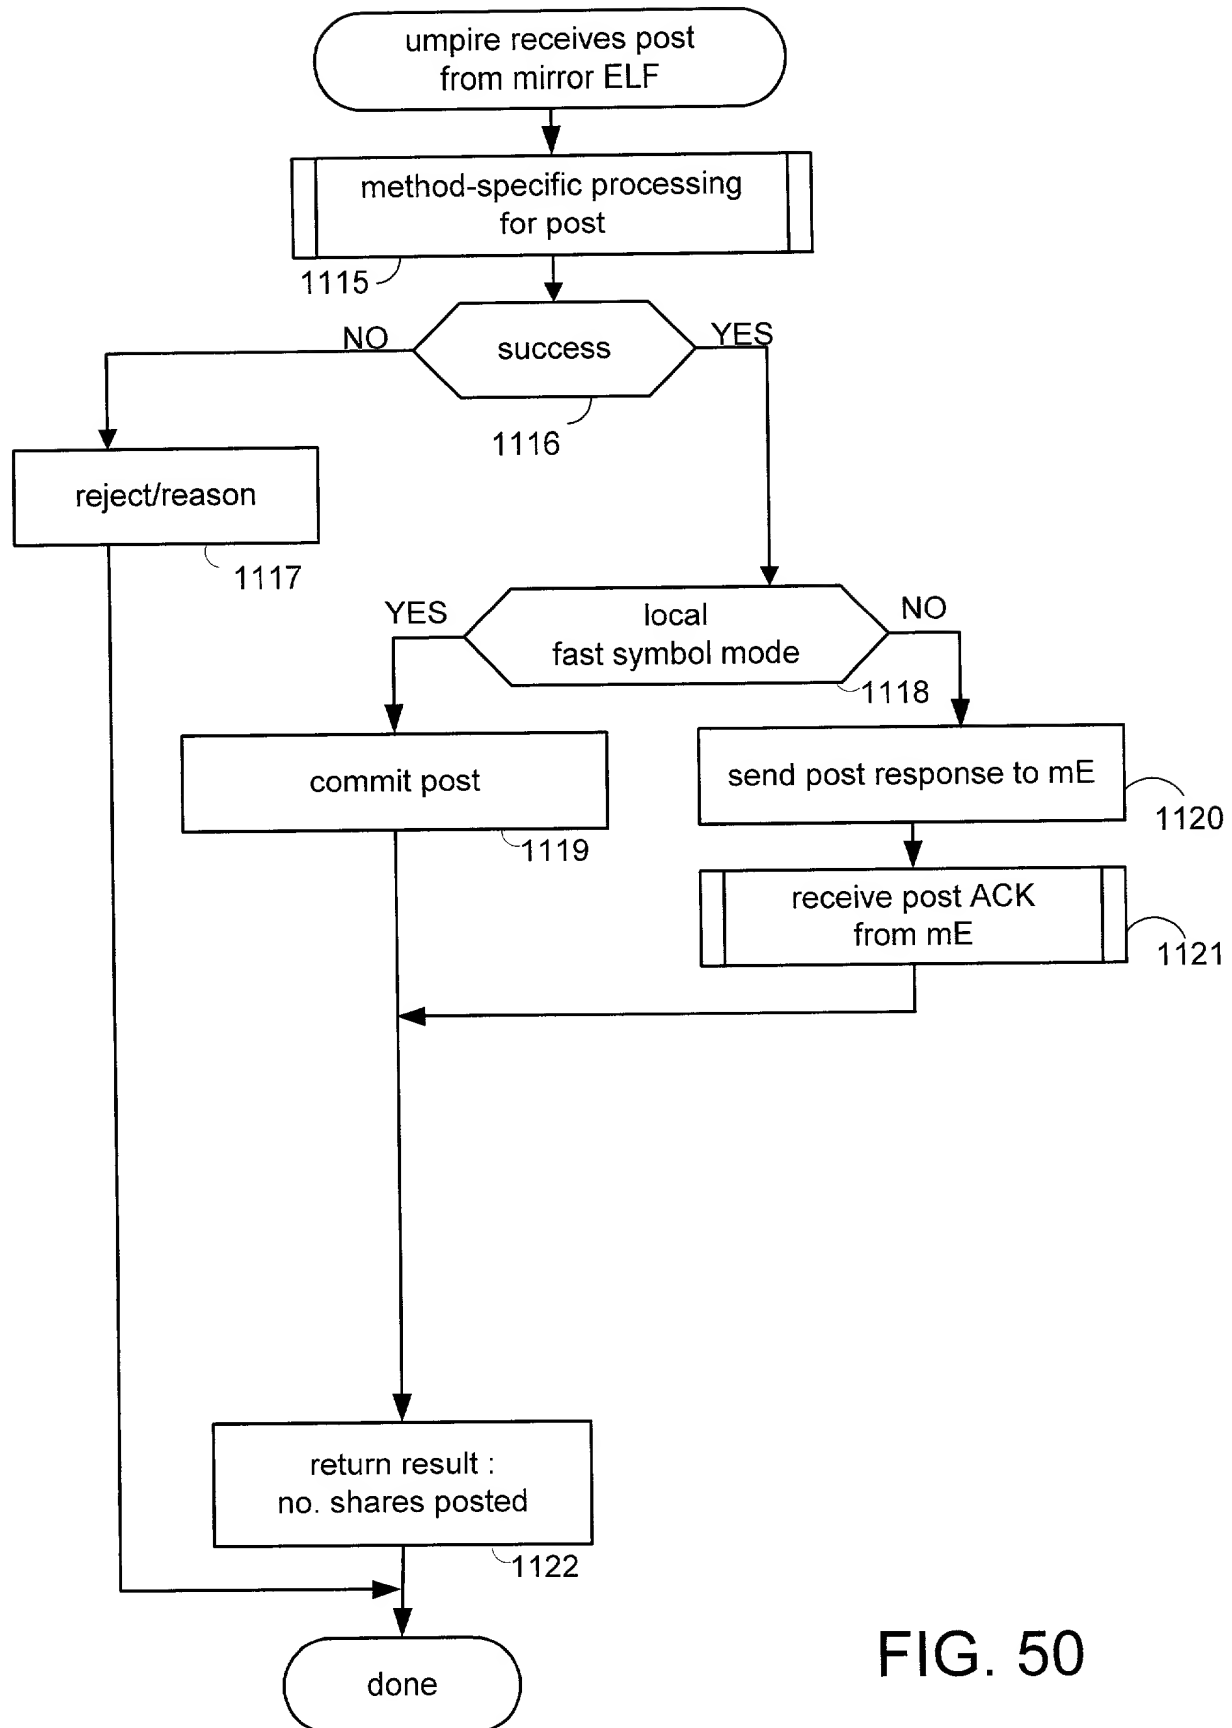 umpire receives post
from mirror ELF
method-specific processing
for post
1115
NO
YES
success
1116
reject/reason
1117
YES
NO
local
fast symbol mode
1118
commit post
1119
send post response to mE
1120
receive post ACK
from mE
1121
return result :
no. shares posted
1122
done
FIG. 50